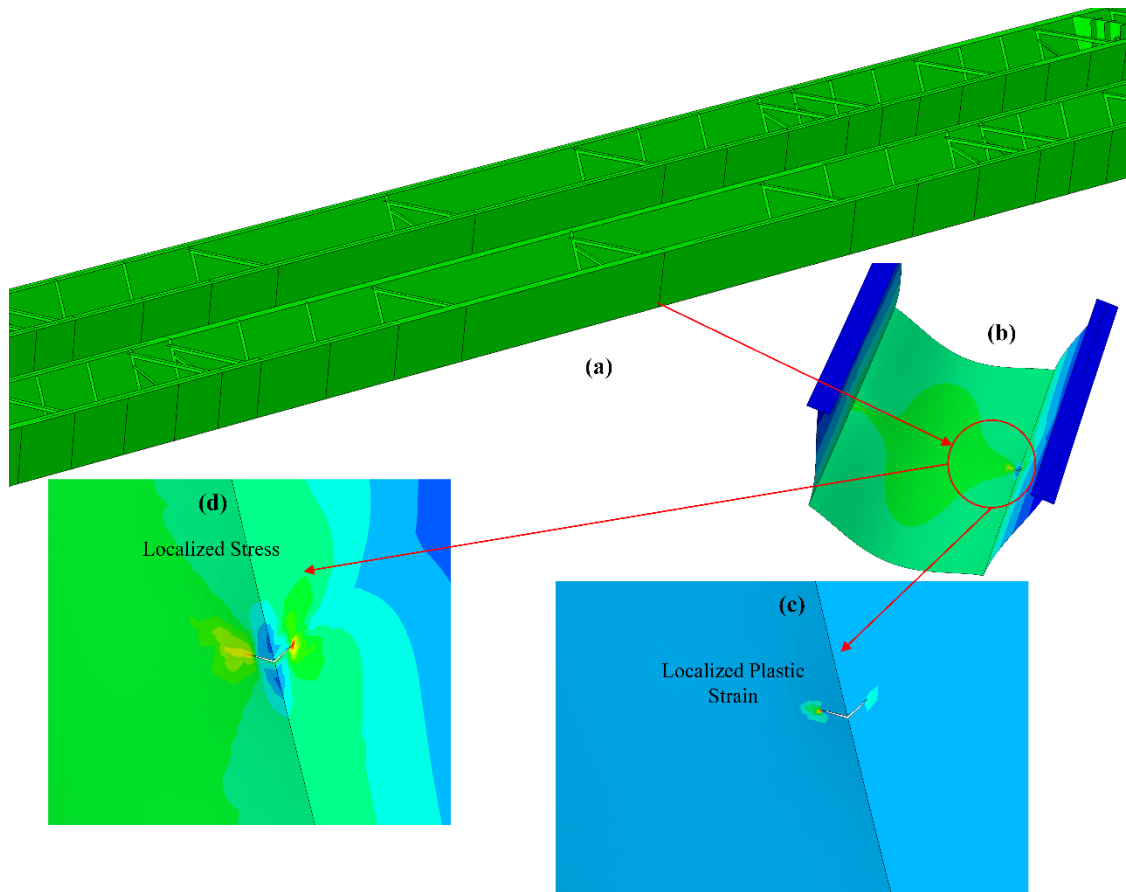 (a)
(b)
(d)
Localized Stress
(c)
Localized Plastic
Strain